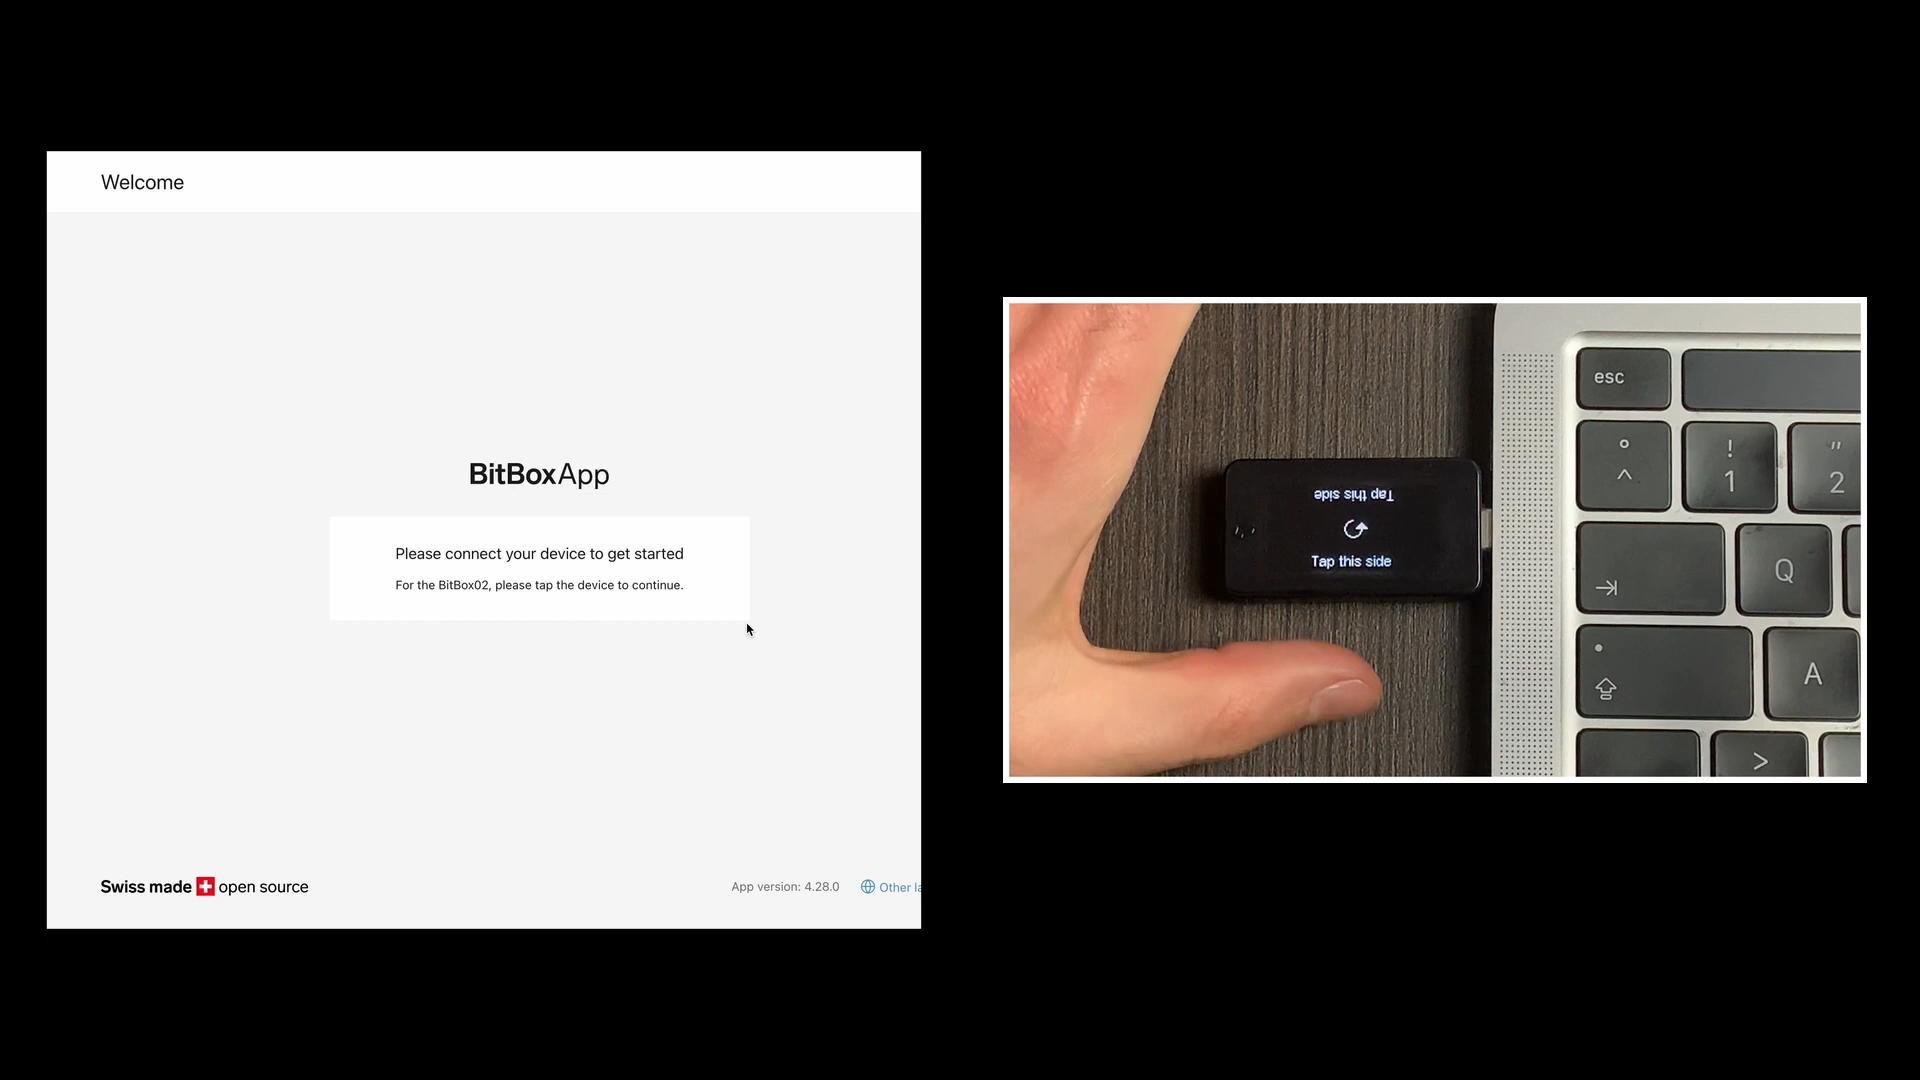 Welcome
BitBoxApp
Please connect your device to get started
For the BitBox02, please tap the device to continue.
Swiss made open source
App version: 4.28.0
Other la
Tap this side
Tap this side
esc
° ! "
^ 1 2
Q
A
>